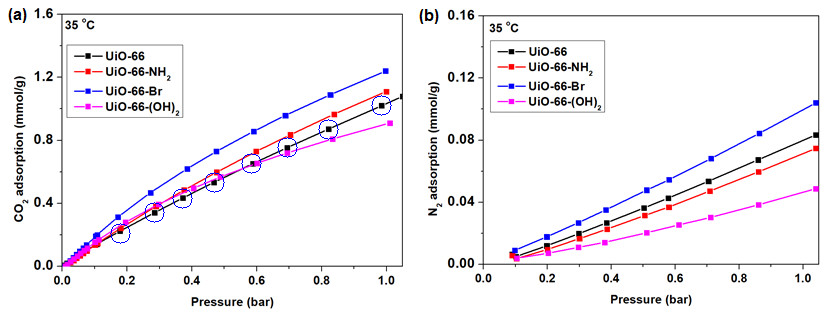 (a)
35 °C
UiO-66
UiO-66-NH2
UiO-66-Br
UiO-66-(OH)2
CO2 adsorption (mmol/g)
1.6
1.2
0.8
0.4
0.0
0.0 0.2 0.4 0.6 0.8 1.0
Pressure (bar)
(b)
35 °C
UiO-66
UiO-66-NH2
UiO-66-Br
UiO-66-(OH)2
N2 adsorption (mmol/g)
0.16
0.12
0.08
0.04
0.00
0.0 0.2 0.4 0.6 0.8 1.0
Pressure (bar)